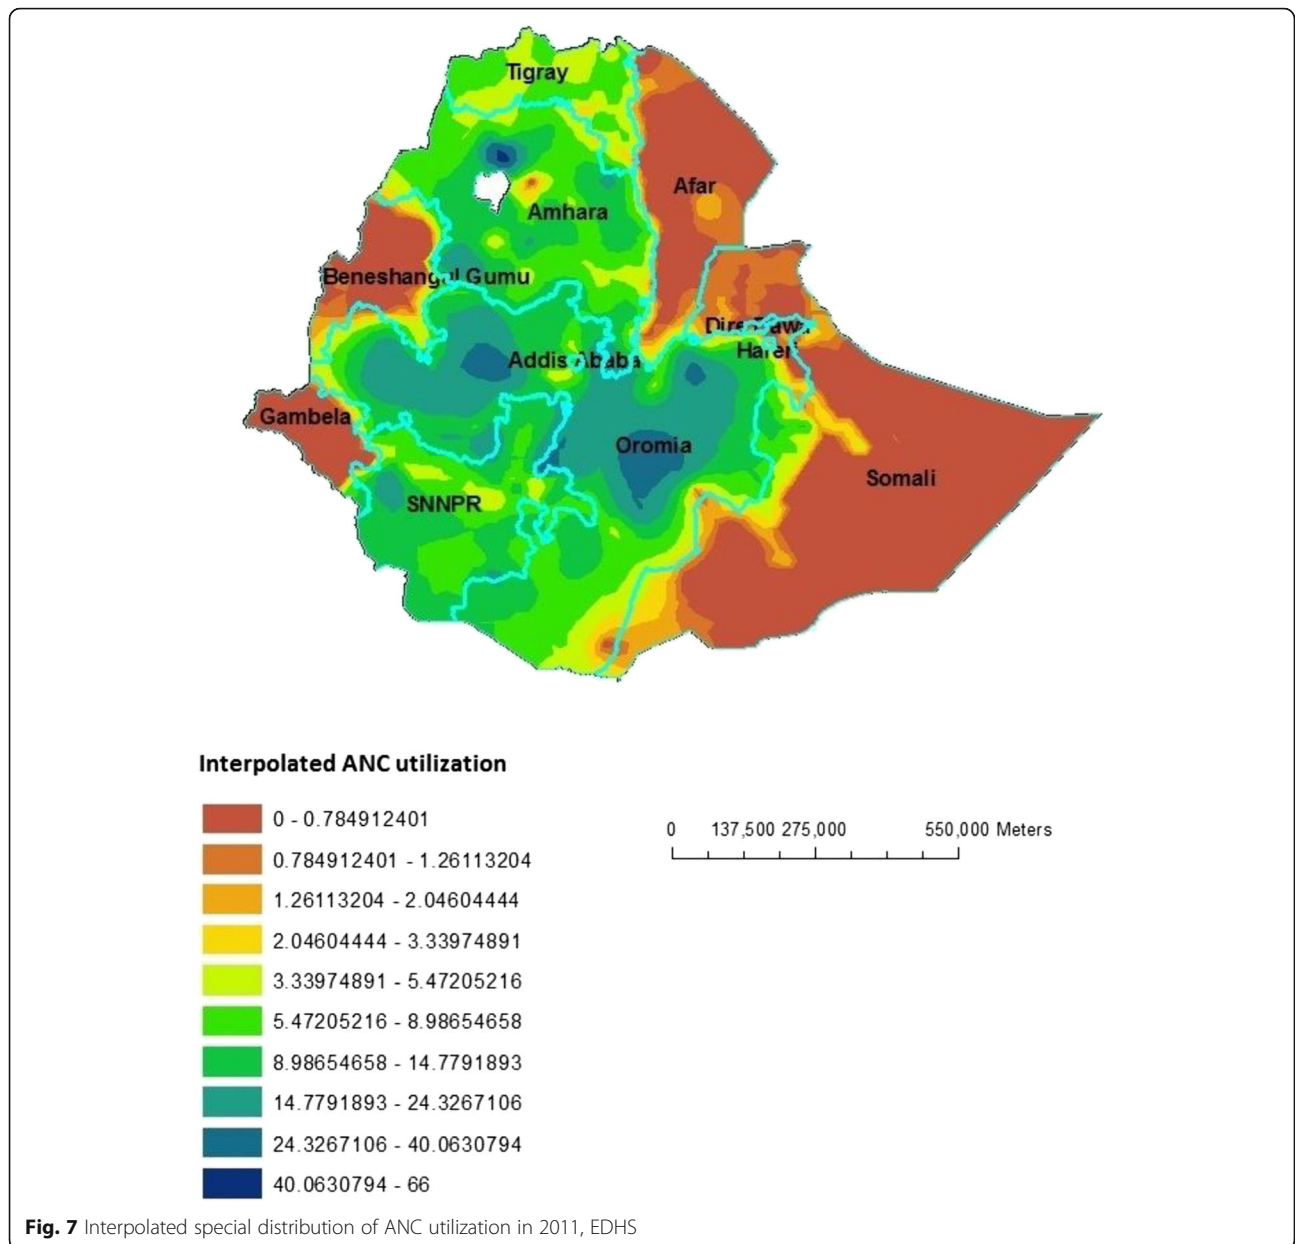 Tigray
Afar
Amhara
Beneshangul Gumu
Dire Dawa
Harer
Addis Ababa
Gambela
Oromia
Somali
SNNPR
Interpolated ANC utilization
0 - 0.784912401
0.784912401 - 1.26113204
1.26113204 - 2.04604444
2.04604444 - 3.33974891
3.33974891 - 5.47205216
5.47205216 - 8.98654658
8.98654658 - 14.7791893
14.7791893 - 24.3267106
24.3267106 - 40.0630794
40.0630794 - 66
0 137,500 275,000 550,000 Meters
Fig. 7 Interpolated special distribution of ANC utilization in 2011, EDHS